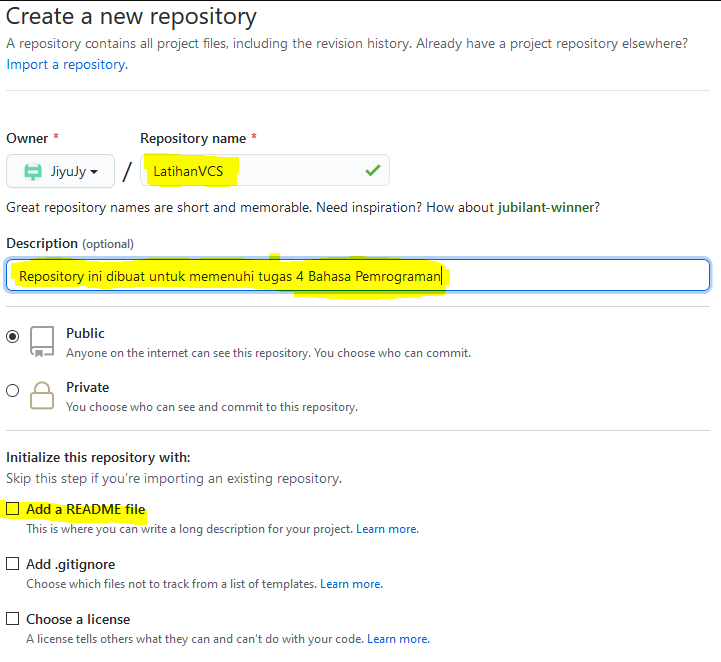 Create a new repository
A repository contains all project files, including the revision history. Already have a project repository elsewhere?
Import a repository.
Owner * Repository name *
JiyuJy / LatihanVCS
Great repository names are short and memorable. Need inspiration? How about jubilant-winner?
Description (optional)
Repository ini dibuat untuk memenuhi tugas 4 Bahasa Pemrograman
Public
Anyone on the internet can see this repository. You choose who can commit.
Private
You choose who can see and commit to this repository.
Initialize this repository with:
Skip this step if you're importing an existing repository.
Add a README file
This is where you can write a long description for your project. Learn more.
Add .gitignore
Choose which files not to track from a list of templates. Learn more.
Choose a license
A license tells others what they can and can't do with your code. Learn more.